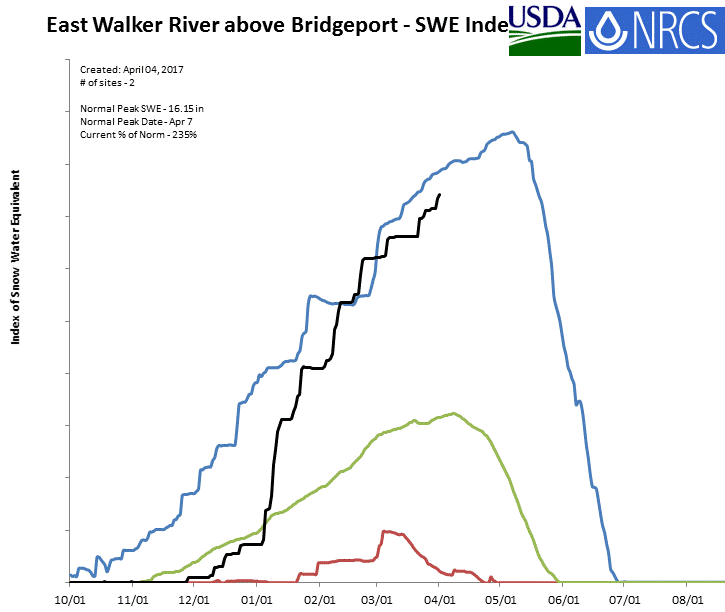 East Walker River above Bridgeport - SWE Inde
USDA
NRCS
Created: April 04, 2017
# of sites - 2
Normal Peak SWE - 16.15 in
Normal Peak Date - Apr 7
Current % of Norm - 235%
Index of Snow Water Equivalent
10/01 11/01 12/01 01/01 02/01 03/01 04/01 05/01 06/01 07/01 08/01